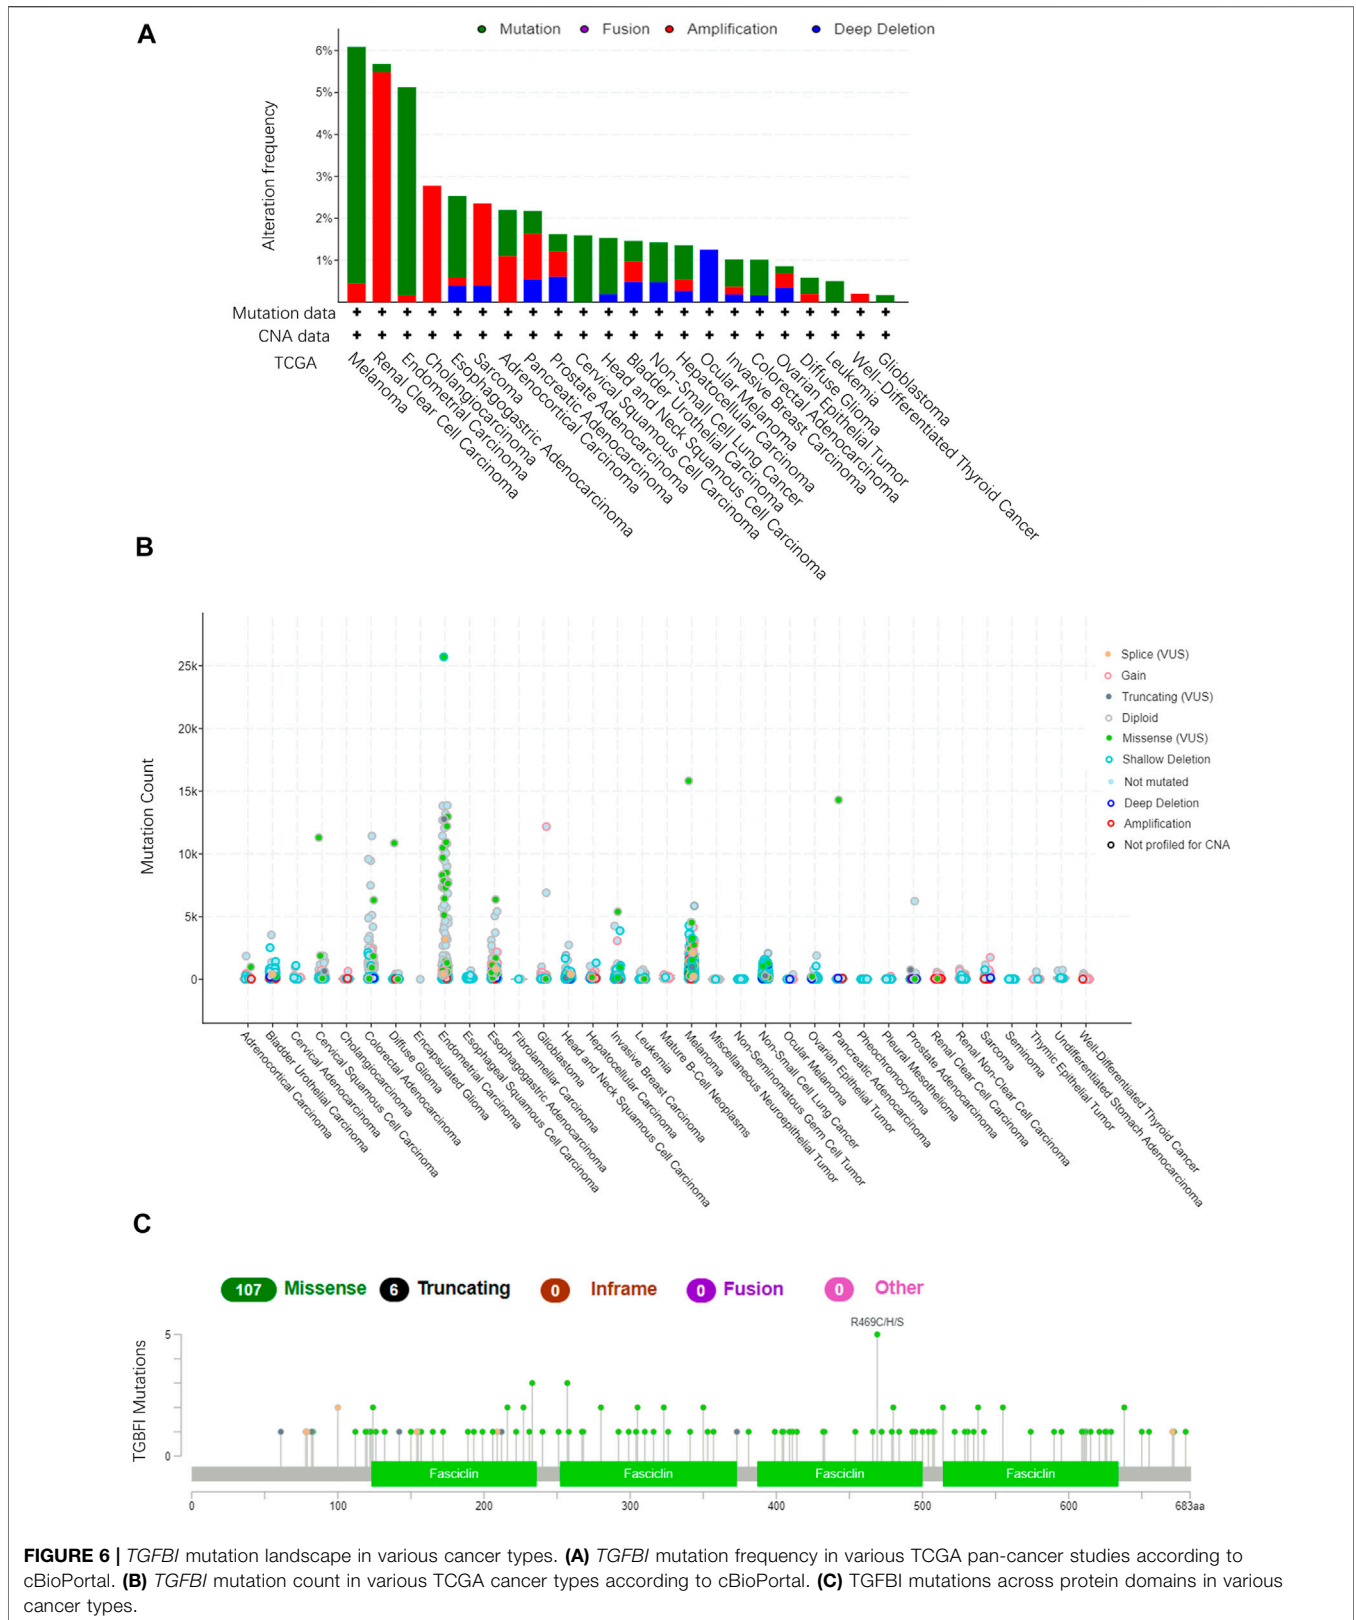 A
Mutation Fusion Amplification Deep Deletion
Alteration frequency
6%
5%
4%
3%
2%
1%
Mutation data
CNA data
TCGA
Melanoma
Renal Clear Cell Carcinoma
Endometrial Carcinoma
Cholangiocarcinoma
Esophagogastric Adenocarcinoma
Sarcoma
Adrenocortical Carcinoma
Pancreatic Adenocarcinoma
Prostate Adenocarcinoma
Cervical Squamous Cell Carcinoma
Head and Neck Squamous Cell Carcinoma
Bladder Urothelial Carcinoma
Non-Small Cell Lung Cancer
Hepatocellular Carcinoma
Ocular Melanoma
Invasive Breast Carcinoma
Colorectal Adenocarcinoma
Ovarian Epithelial Tumor
Diffuse Glioma
Leukemia
Well-Differentiated Thyroid Cancer
Glioblastoma
B
Mutation Count
25k
20k
15k
10k
5k
0
Splice (VUS)
Gain
Truncating (VUS)
Diploid
Missense (VUS)
Shallow Deletion
Not mutated
Deep Deletion
Amplification
Not profiled for CNA
Adrenocortical Carcinoma
Bladder Urothelial Carcinoma
Cervical Adenocarcinoma
Cervical Squamous Cell Carcinoma
Cholangiocarcinoma
Colorectal Adenocarcinoma
Diffuse Glioma
Encapsulated Glioma
Endometrial Carcinoma
Esophageal Squamous Cell Carcinoma
Esophagogastric Adenocarcinoma
Fibrolamellar Carcinoma
Glioblastoma
Head and Neck Squamous Cell Carcinoma
Hepatocellular Carcinoma
Invasive Breast Carcinoma
Leukemia
Mature B-Cell Neoplasms
Melanoma
Miscellaneous Neuroepithelial Tumor
Non-Seminomatous Germ Cell Tumor
Non-Small Cell Lung Cancer
Ocular Melanoma
Ovarian Epithelial Tumor
Pancreatic Adenocarcinoma
Pheochromocytoma
Pleural Mesothelioma
Prostate Adenocarcinoma
Renal Clear Cell Carcinoma
Renal Non-Clear Cell Carcinoma
Sarcoma
Seminoma
Thymic Epithelial Tumor
Undifferentiated Stomach Adenocarcinoma
Well-Differentiated Thyroid Cancer
C
107 Missense 6 Truncating 0 Inframe 0 Fusion 0 Other
R469C/H/S
TGBFI Mutations
5
0
Fasciclin Fasciclin Fasciclin Fasciclin
0 100 200 300 400 500 600 683aa
FIGURE 6 | TGFBI mutation landscape in various cancer types. (A) TGFBI mutation frequency in various TCGA pan-cancer studies according to
cBioPortal. (B) TGFBI mutation count in various TCGA cancer types according to cBioPortal. (C) TGFBI mutations across protein domains in various
cancer types.